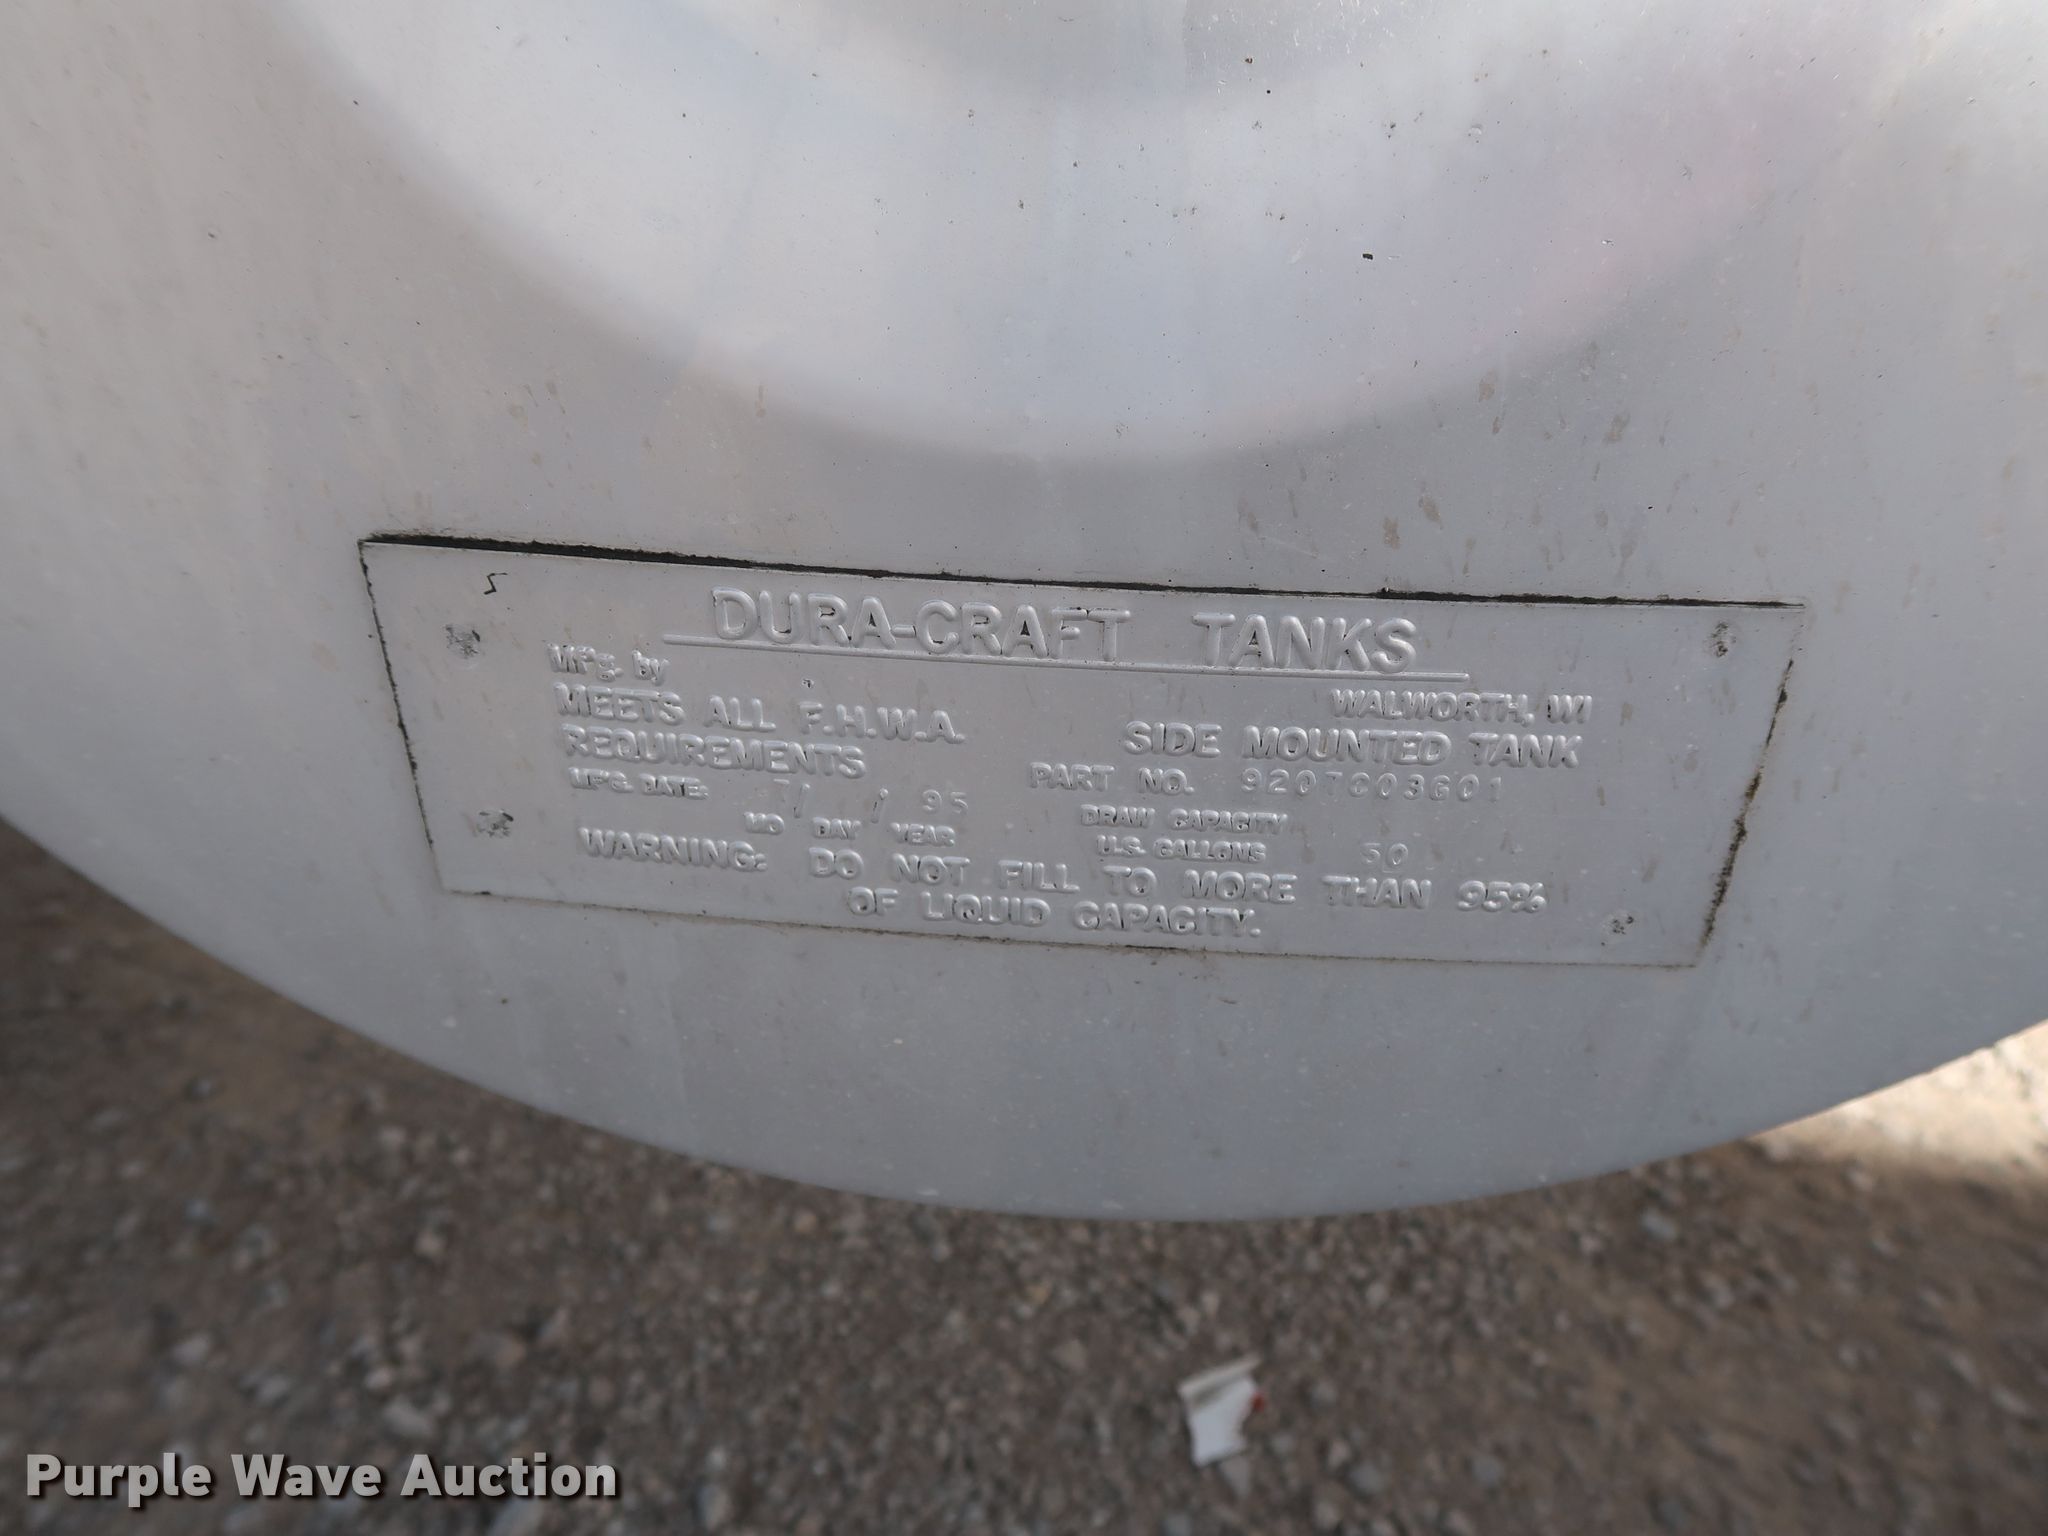 DURA-CRAFT TANKS
Mfg. by
WALWORTH, WI
MEETS ALL F.H.W.A.
REQUIREMENTS
SIDE MOUNTED TANK
PART NO.
MFG. DATE: 7/ / 95
MO DAY YEAR
DRAW CAPACITY
U.S. GALLONS 50
WARNING: DO NOT FILL TO MORE THAN 95%
OF LIQUID CAPACITY.
Purple Wave Auction